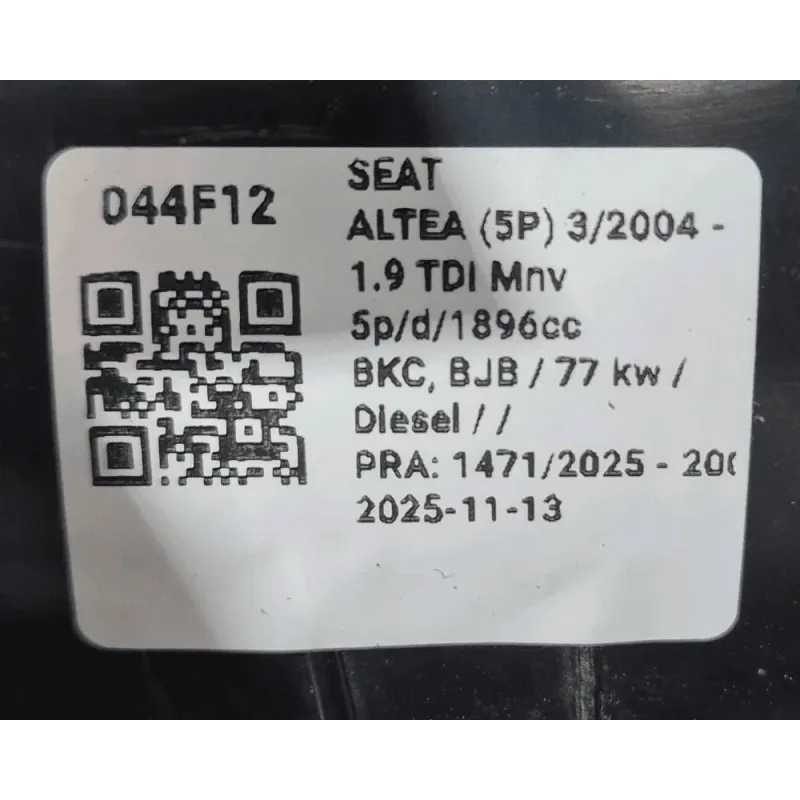 044F12
SEAT
ALTEA (5P) 3/2004 -
1.9 TDI Mnv
5p/d/1896cc
BKC, BJB / 77 kw /
Diesel / /
PRA: 1471/2025 - 200
2025-11-13